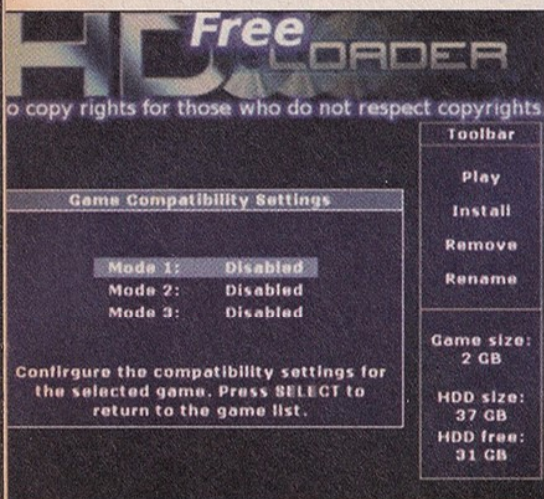 HD Free LOADER
o copy rights for those who do not respect copyrights
Toolbar
Play
Install
Remove
Rename
Game Compatibility Settings
Mode 1: Disabled
Mode 2: Disabled
Mode 3: Disabled
Confirgure the compatibility settings for
the selected game. Press SELECT to
return to the game list.
Game size:
2 GB
HDD size:
37 GB
HDD free:
31 GB